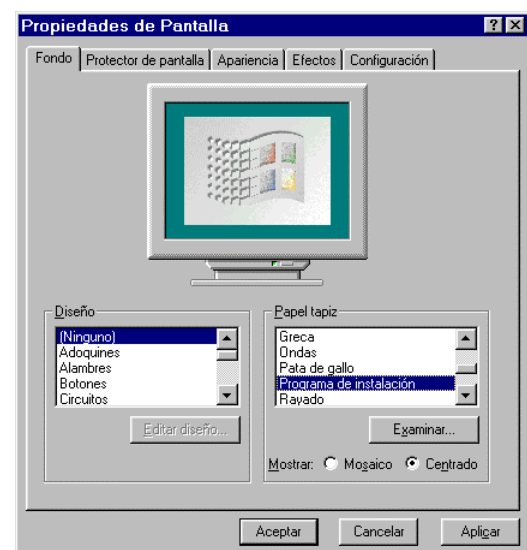 Propiedades de Pantalla
Fondo Protector de pantalla Apariencia Efectos Configuración
Diseño
(Ninguno)
Adoquines
Alambres
Botones
Circuitos
Editar diseño...
Papel tapiz
Greca
Ondas
Pata de gallo
Programa de instalación
Rayado
Examinar...
Mostrar: Mosaico Centrado
Aceptar Cancelar Aplicar